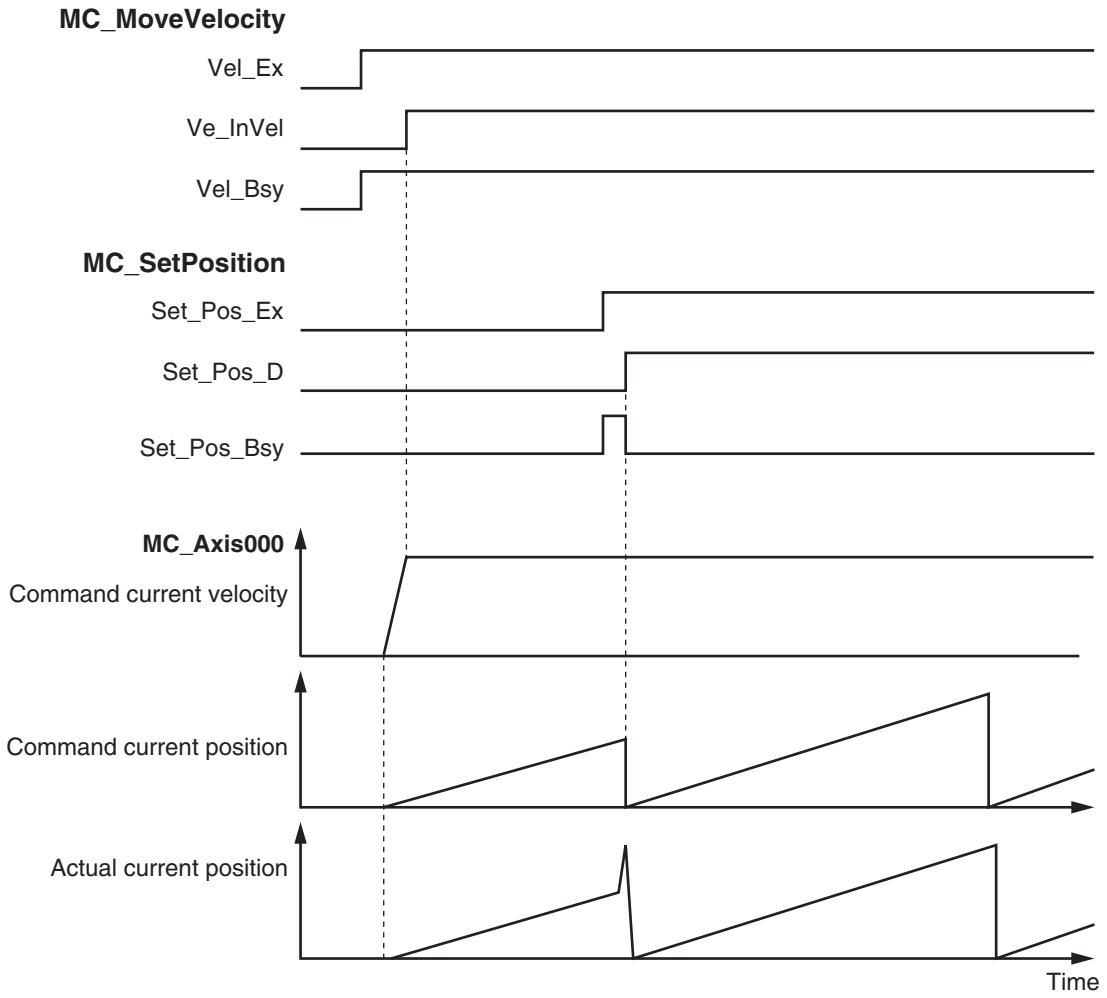 MC_MoveVelocity
Vel_Ex
Ve_InVel
Vel_Bsy
MC_SetPosition
Set_Pos_Ex
Set_Pos_D
Set_Pos_Bsy
MC_Axis000
Command current velocity
Command current position
Actual current position
Time